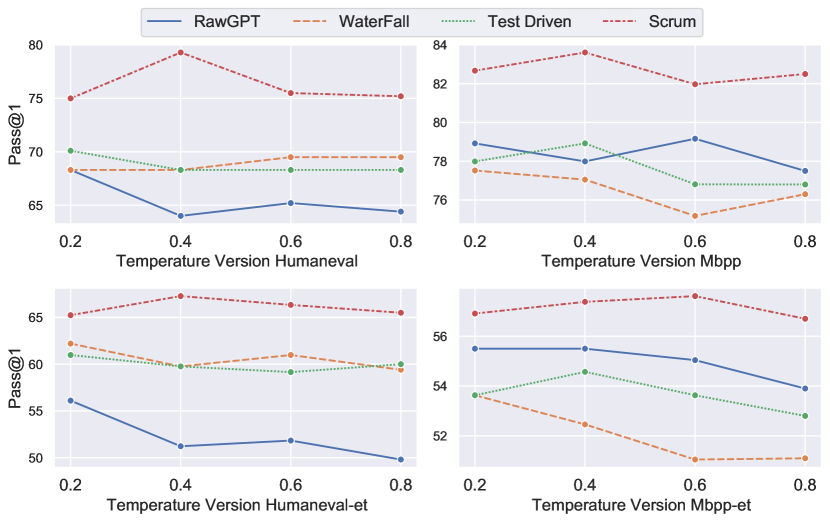 RawGPT WaterFall Test Driven Scrum
80
75
70
65
Pass@1
0.2 0.4 0.6 0.8
Temperature Version Humaneval
84
82
80
78
76
0.2 0.4 0.6 0.8
Temperature Version Mbpp
65
60
55
50
Pass@1
0.2 0.4 0.6 0.8
Temperature Version Humaneval-et
56
54
52
0.2 0.4 0.6 0.8
Temperature Version Mbpp-et